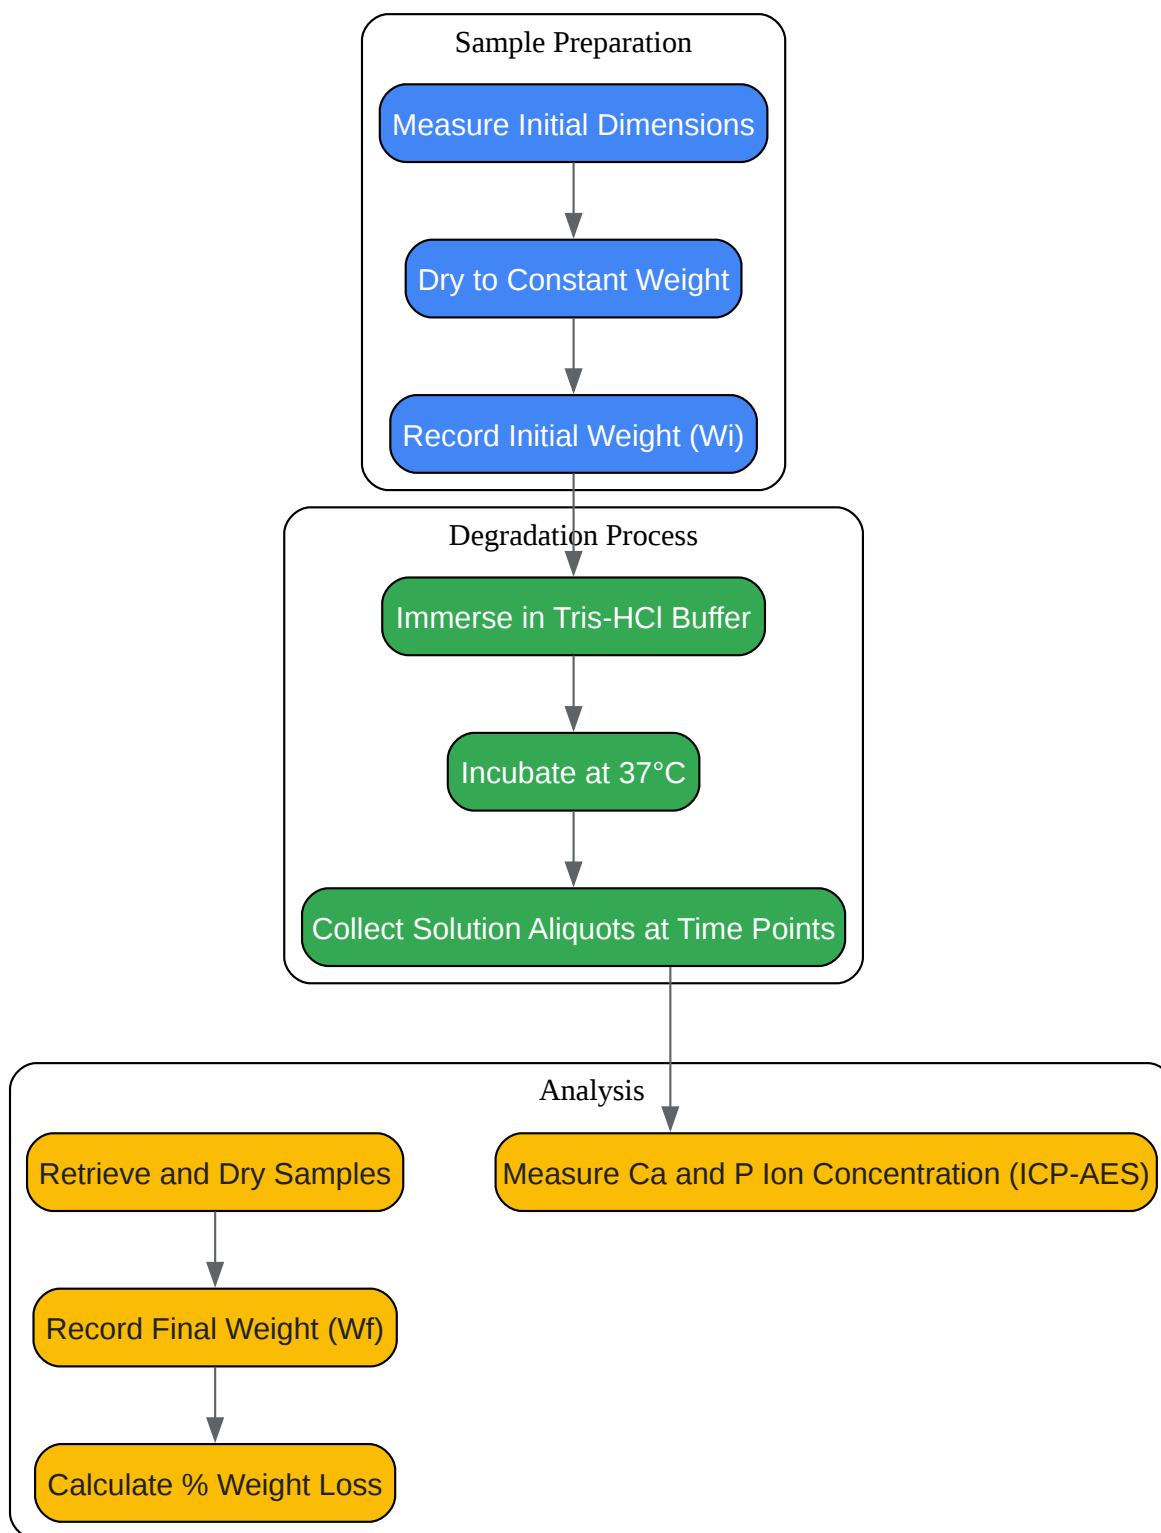 Sample Preparation
Measure Initial Dimensions
Dry to Constant Weight
Record Initial Weight (Wi)
Degradation Process
Immerse in Tris-HCl Buffer
Incubate at 37°C
Collect Solution Aliquots at Time Points
Analysis
Retrieve and Dry Samples
Measure Ca and P Ion Concentration (ICP-AES)
Record Final Weight (Wf)
Calculate % Weight Loss